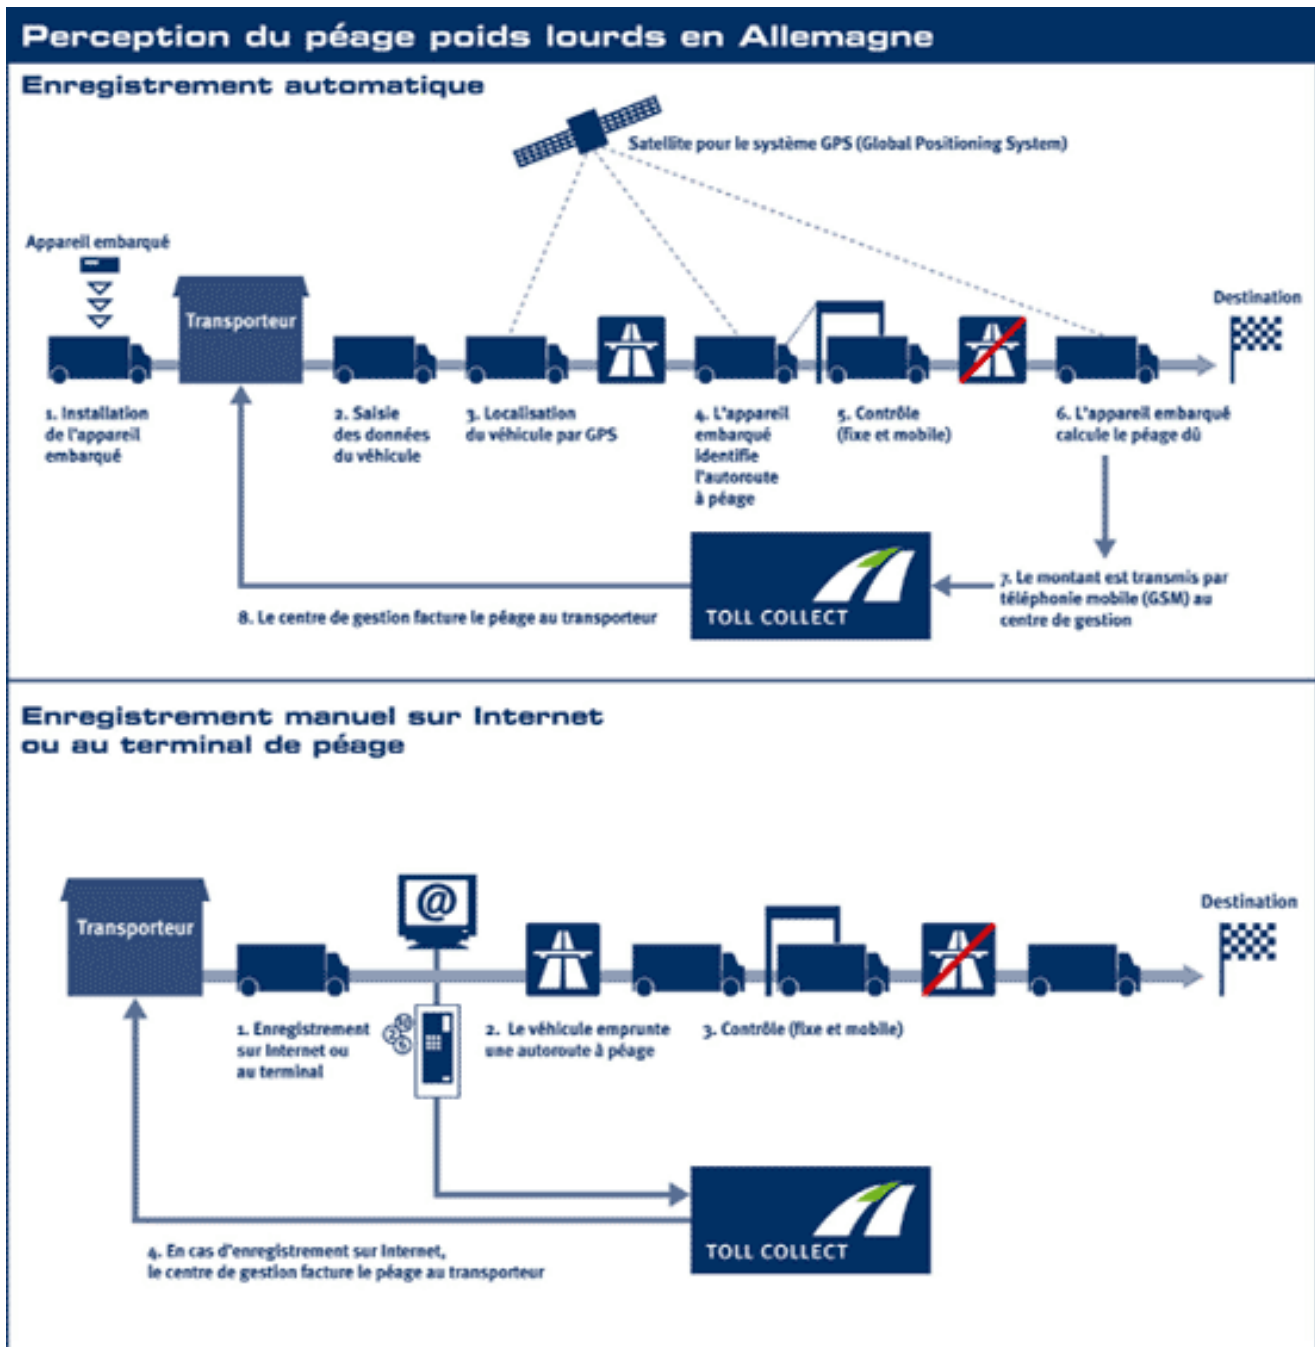 Perception du péage poids lourds en Allemagne
Enregistrement automatique
Satellite pour le système GPS (Global Positioning System)
Appareil embarqué
Transporteur
Destination
1. Installation
de l'appareil
embarqué
2. Saisie
des données
du véhicule
3. Localisation
du véhicule par GPS
4. L'appareil
embarqué
identifie
l'autoroute
à péage
5. Contrôle
(fixe et mobile)
6. L'appareil embarqué
calcule le péage dû
7. Le montant est transmis par
téléphonie mobile (GSM) au
centre de gestion
TOLL COLLECT
8. Le centre de gestion facture le péage au transporteur
Enregistrement manuel sur Internet
ou au terminal de péage
Transporteur
@
Destination
1. Enregistrement
sur Internet ou
au terminal
2. Le véhicule emprunte
une autoroute à péage
3. Contrôle (fixe et mobile)
TOLL COLLECT
4. En cas d'enregistrement sur Internet,
le centre de gestion facture le péage au transporteur